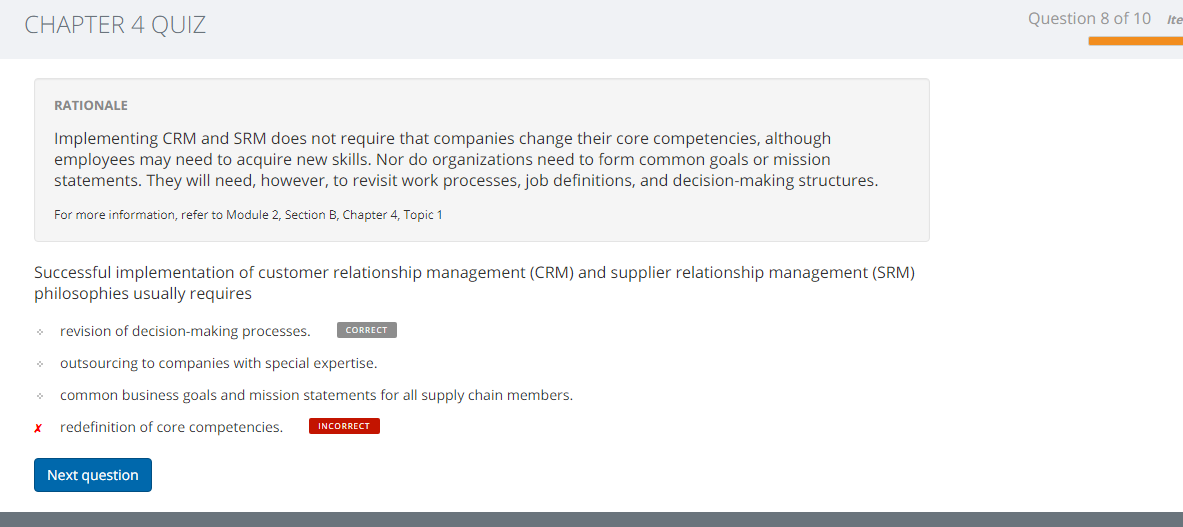 CHAPTER 4 QUIZ
Question 8 of 10
RATIONALE
Implementing CRM and SRM does not require that companies change their core competencies, although
employees may need to acquire new skills. Nor do organizations need to form common goals or mission
statements. They will need, however, to revisit work processes, job definitions, and decision-making structures.
For more information, refer to Module 2, Section B, Chapter 4, Topic 1
Successful implementation of customer relationship management (CRM) and supplier relationship management (SRM)
philosophies usually requires
revision of decision-making processes. CORRECT
outsourcing to companies with special expertise.
common business goals and mission statements for all supply chain members.
✗ redefinition of core competencies. INCORRECT
Next question